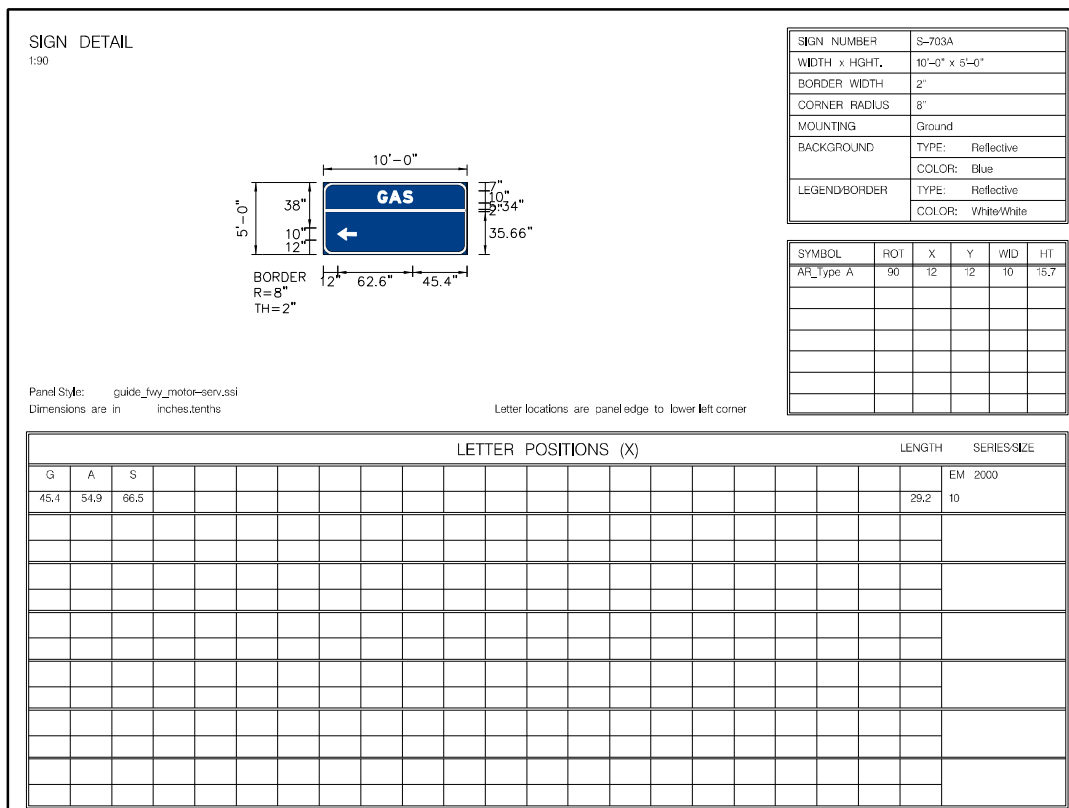 SIGN DETAIL
1:90
SIGN NUMBER S-703A
WIDTH x HGHT. 10'-0" x 5'-0"
BORDER WIDTH 2"
CORNER RADIUS 8"
MOUNTING Ground
BACKGROUND TYPE: Reflective
COLOR: Blue
LEGEND/BORDER TYPE: Reflective
COLOR: White/White
10'-0"
5'-0"
38"
10"
12"
GAS
7"
10"
5.34"
2"
35.66"
12" 62.6" 45.4"
BORDER
R=8"
TH=2"
SYMBOL ROT X Y WID HT
AR_Type A 90 12 12 10 15.7
Panel Style: guide_fwy_motor-serv.ssi
Dimensions are in inches.tenths
Letter locations are panel edge to lower left corner
LETTER POSITIONS (X) LENGTH SERIES/SIZE
G A S EM 2000
45.4 54.9 66.5 29.2 10